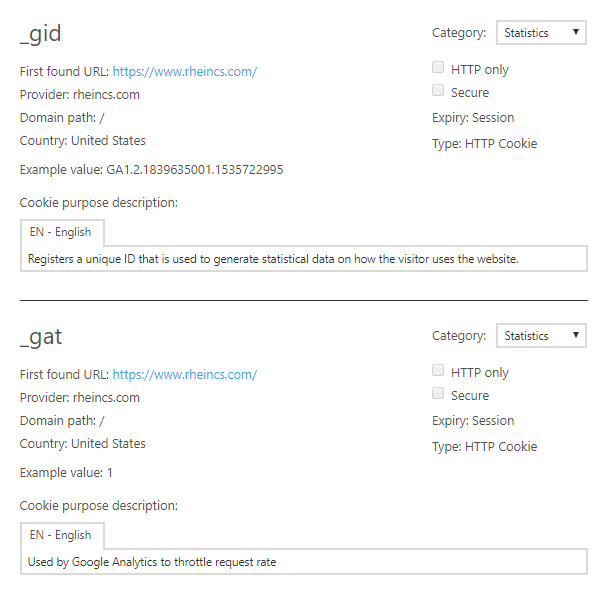 _gid
Category: Statistics
First found URL: https://www.rheincs.com/
HTTP only
Provider: rheincs.com
Secure
Domain path: /
Expiry: Session
Country: United States
Type: HTTP Cookie
Example value: GA1.2.1839635001.1535722995
Cookie purpose description:
EN - English
Registers a unique ID that is used to generate statistical data on how the visitor uses the website.
_gat
Category: Statistics
First found URL: https://www.rheincs.com/
HTTP only
Provider: rheincs.com
Secure
Domain path: /
Expiry: Session
Country: United States
Type: HTTP Cookie
Example value: 1
Cookie purpose description:
EN - English
Used by Google Analytics to throttle request rate